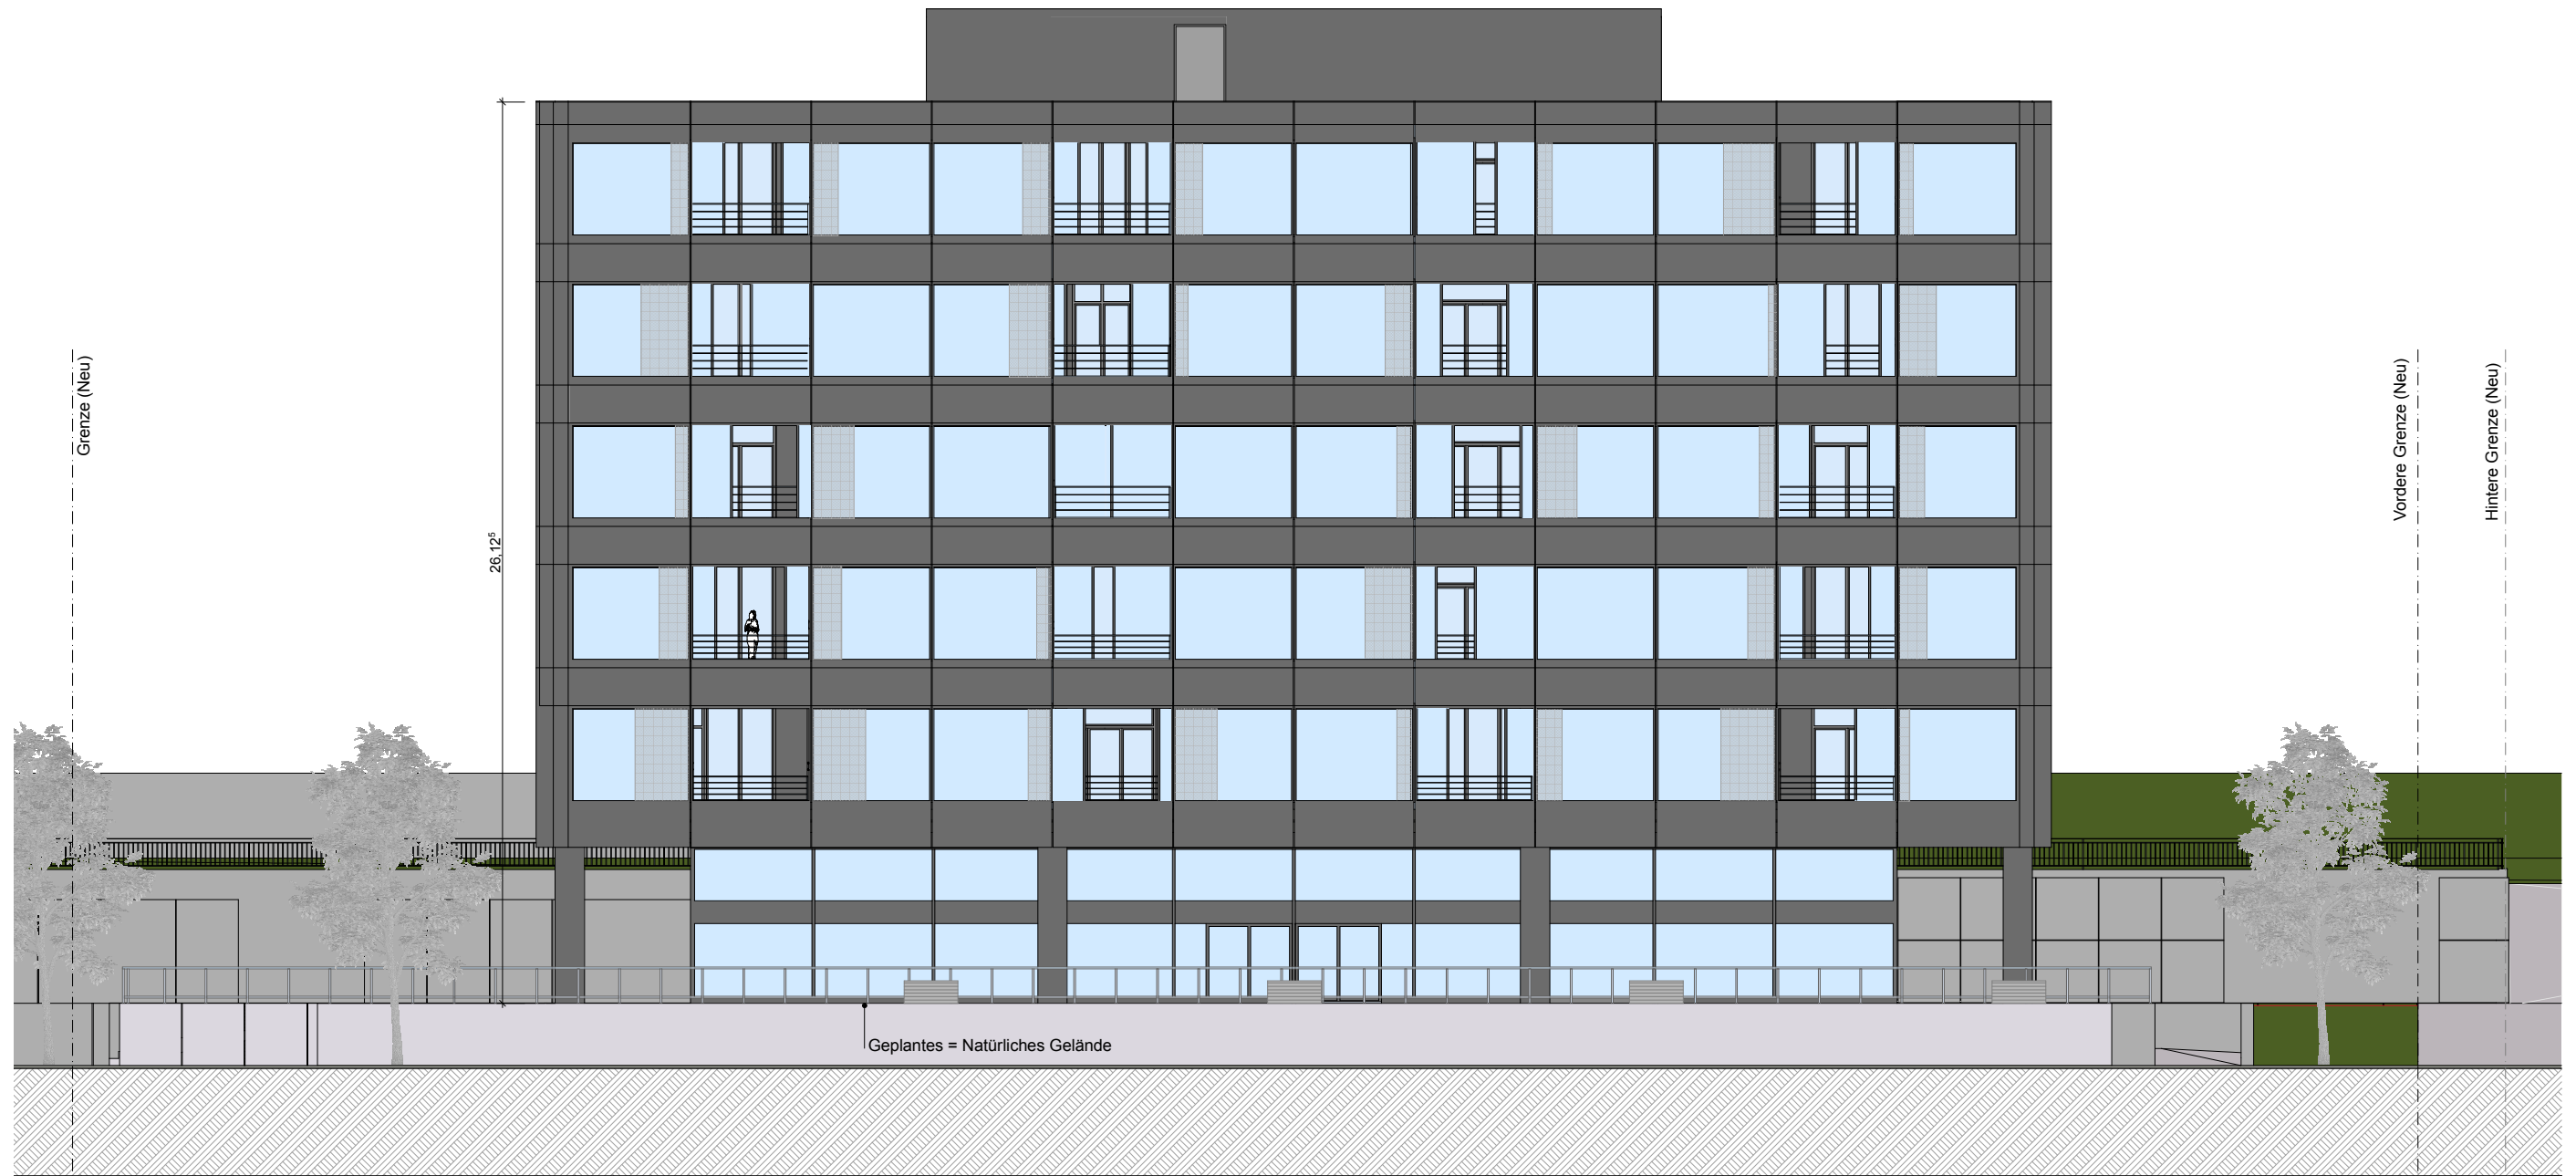 Grenze (Neu)
26,12⁵
Vordere Grenze (Neu)
Hintere Grenze (Neu)
Geplantes = Natürliches Gelände